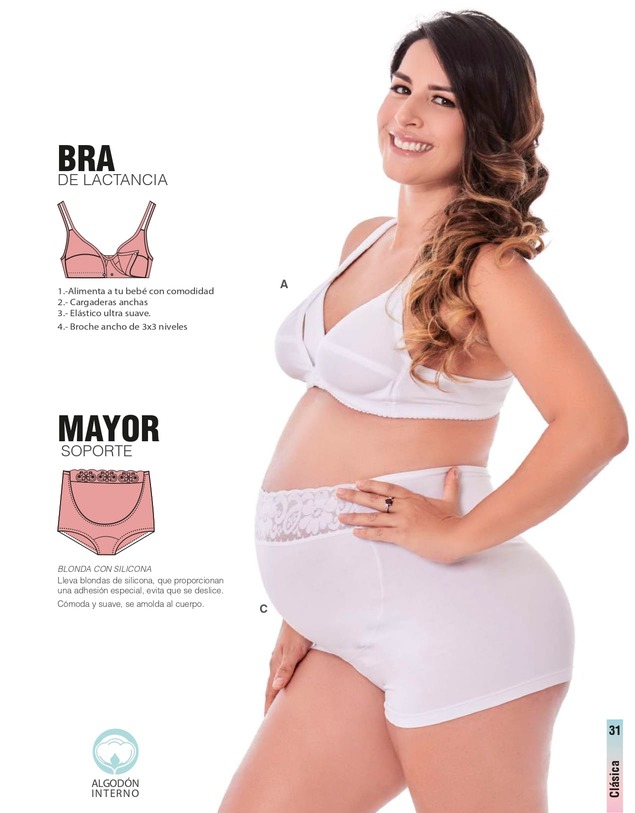 BRA
DE LACTANCIA
1.-Alimenta a tu bebé con comodidad
2.- Cargaderas anchas
3.- Elástico ultra suave.
4.- Broche ancho de 3x3 niveles
A
MAYOR
SOPORTE
BLONDA CON SILICONA
Lleva blondas de silicona, que proporcionan
una adhesión especial, evita que se deslice.
Cómoda y suave, se amolda al cuerpo.
C
ALGODÓN
INTERNO
31
Clásica